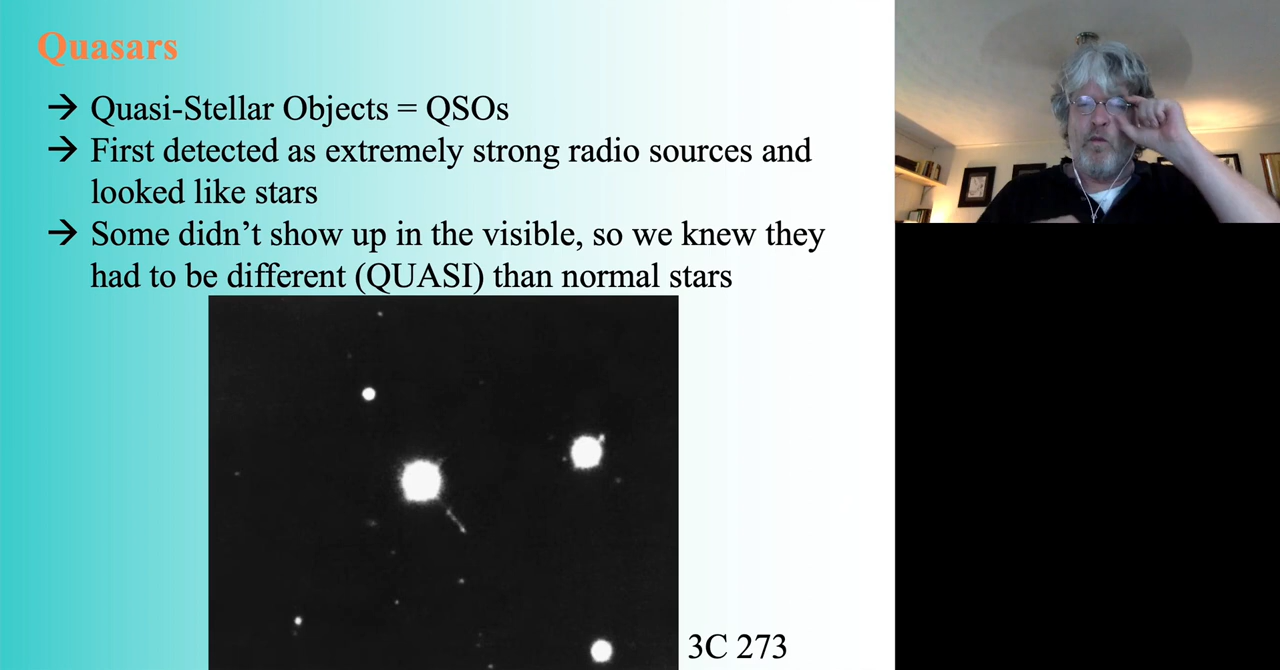 Quasars
→ Quasi-Stellar Objects = QSOs
→ First detected as extremely strong radio sources and
looked like stars
→ Some didn’t show up in the visible, so we knew they
had to be different (QUASI) than normal stars
3C 273